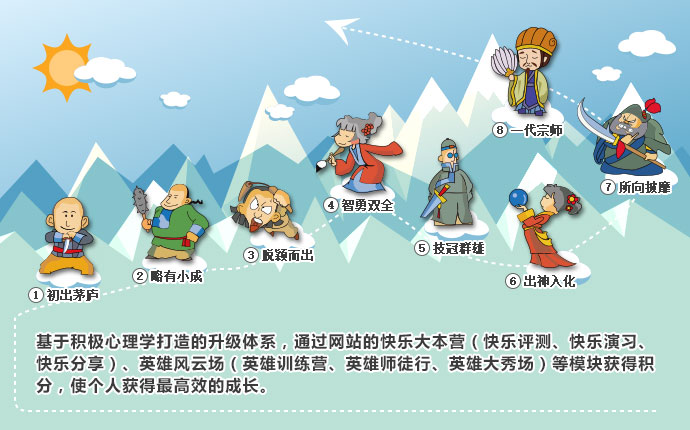 ① 初出茅庐
② 略有小成
③ 脱颖而出
④ 智勇双全
⑤ 技冠群雄
⑥ 出神入化
⑦ 所向披摩
⑧ 一代宗师
基于积极心理学打造的升级体系，通过网站的快乐大本营（快乐评测、快乐演习、
快乐分享）、英雄风云场（英雄训练营、英雄师徒行、英雄大秀场）等模块获得积
分，使个人获得最高效的成长。